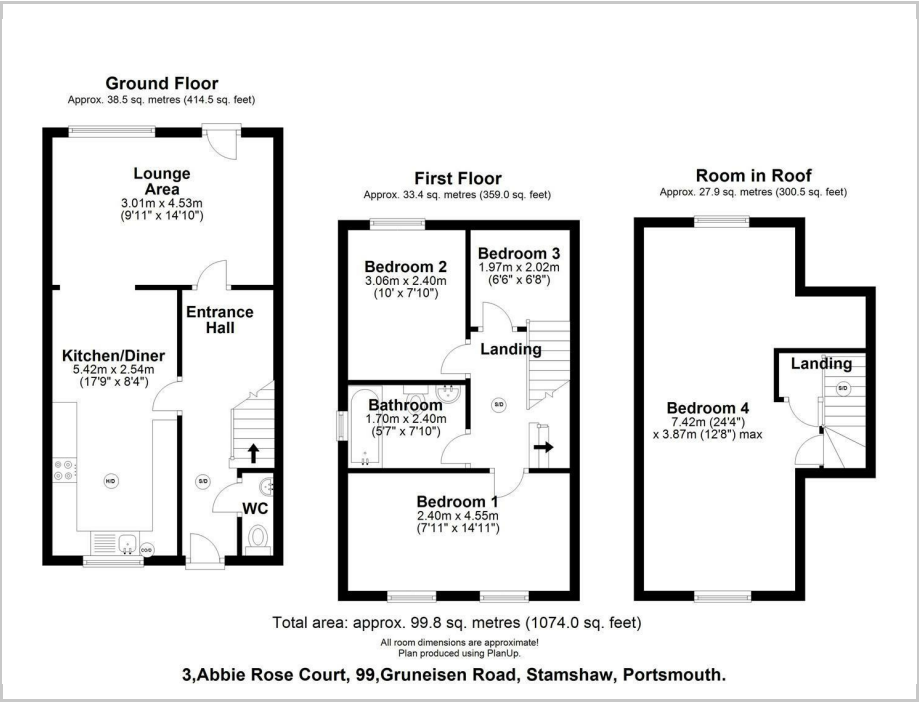 Ground Floor
Approx. 38.5 sq. metres (414.5 sq. feet)
Lounge
Area
3.01m x 4.53m
(9'11" x 14'10")
Entrance
Hall
Kitchen/Diner
5.42m x 2.54m
(17'9" x 8'4")
H/D
S/D
WC
CO/D
First Floor
Approx. 33.4 sq. metres (359.0 sq. feet)
Bedroom 2
3.06m x 2.40m
(10' x 7'10")
Bedroom 3
1.97m x 2.02m
(6'6" x 6'8")
Landing
S/D
Bathroom
1.70m x 2.40m
(5'7" x 7'10")
Bedroom 1
2.40m x 4.55m
(7'11" x 14'11")
Room in Roof
Approx. 27.9 sq. metres (300.5 sq. feet)
Landing
S/D
Bedroom 4
7.42m (24'4")
x 3.87m (12'8") max
Total area: approx. 99.8 sq. metres (1074.0 sq. feet)
All room dimensions are approximate!
Plan produced using PlanUp.
3,Abbie Rose Court, 99,Gruneisen Road, Stamshaw, Portsmouth.